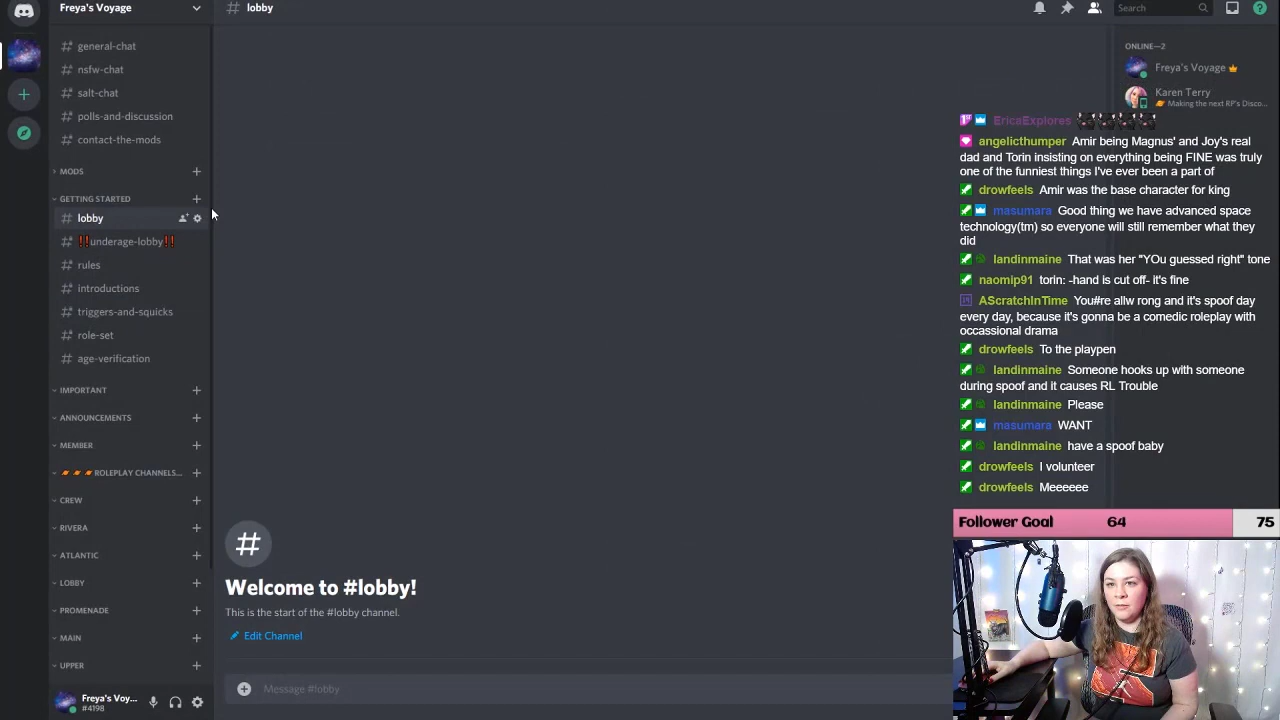 Freya's Voyage
general-chat
nsfw-chat
salt-chat
polls-and-discussion
contact-the-mods
MODS
GETTING STARTED
lobby
‼️underage-lobby‼️
rules
introductions
triggers-and-squicks
role-set
age-verification
IMPORTANT
ANNOUNCEMENTS
MEMBER
ROLEPLAY CHANNELS...
CREW
RIVERA
ATLANTIC
LOBBY
PROMENADE
MAIN
UPPER
Freya's Voy...
#4198
# lobby
Search
Welcome to #lobby!
This is the start of the #lobby channel.
Edit Channel
Message #lobby
ONLINE—2
Freya's Voyage
Karen Terry
Making the next RP's Disco...
EricaExplores
angelicthumper Amir being Magnus' and Joy's real
dad and Torin insisting on everything being FINE was truly
one of the funniest things I've ever been a part of
drowfeels Amir was the base character for king
masumara Good thing we have advanced space
technology(tm) so everyone will still remember what they
did
landinmaine That was her "YOu guessed right" tone
naomip91 torin: -hand is cut off- it's fine
AScratchInTime You#re allw rong and it's spoof day
every day, because it's gonna be a comedic roleplay with
occassional drama
drowfeels To the playpen
landinmaine Someone hooks up with someone
during spoof and it causes RL Trouble
landinmaine Please
masumara WANT
landinmaine have a spoof baby
drowfeels I volunteer
drowfeels Meeeeee
Follower Goal 64 75